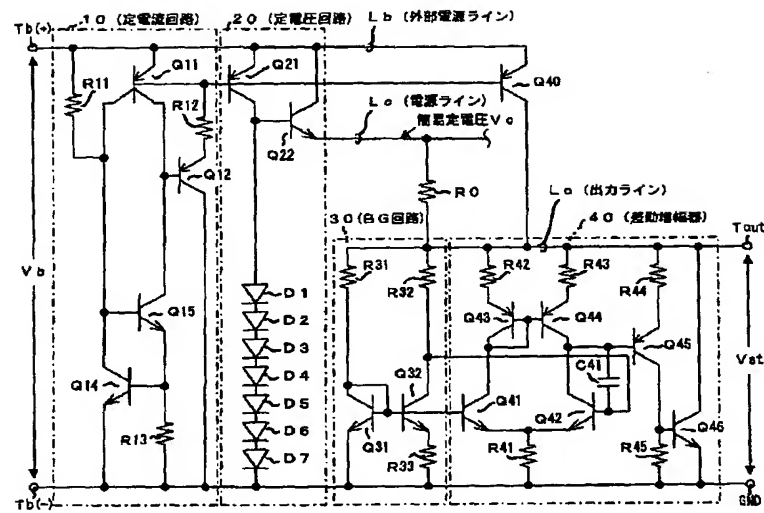 10 (定電流回路)
20 (定電圧回路)
Lb (外部電源ライン)
Tb(+)
R11
Q11
R12
Q21
Q40
Lc (電源ライン)
簡易定電圧Vc
Q22
Q12
R0
Lo (出力ライン)
30 (BG回路)
40 (差動増幅器)
Tout
Vb
R31
R32
R42
R43
R44
D1
Q15
D2
Q43
Q44
D3
Q45
Q32
C41
Vst
Q14
D4
D5
Q41
Q42
Q46
D6
R13
Q31
R41
R45
D7
R33
Tb(-)
GND